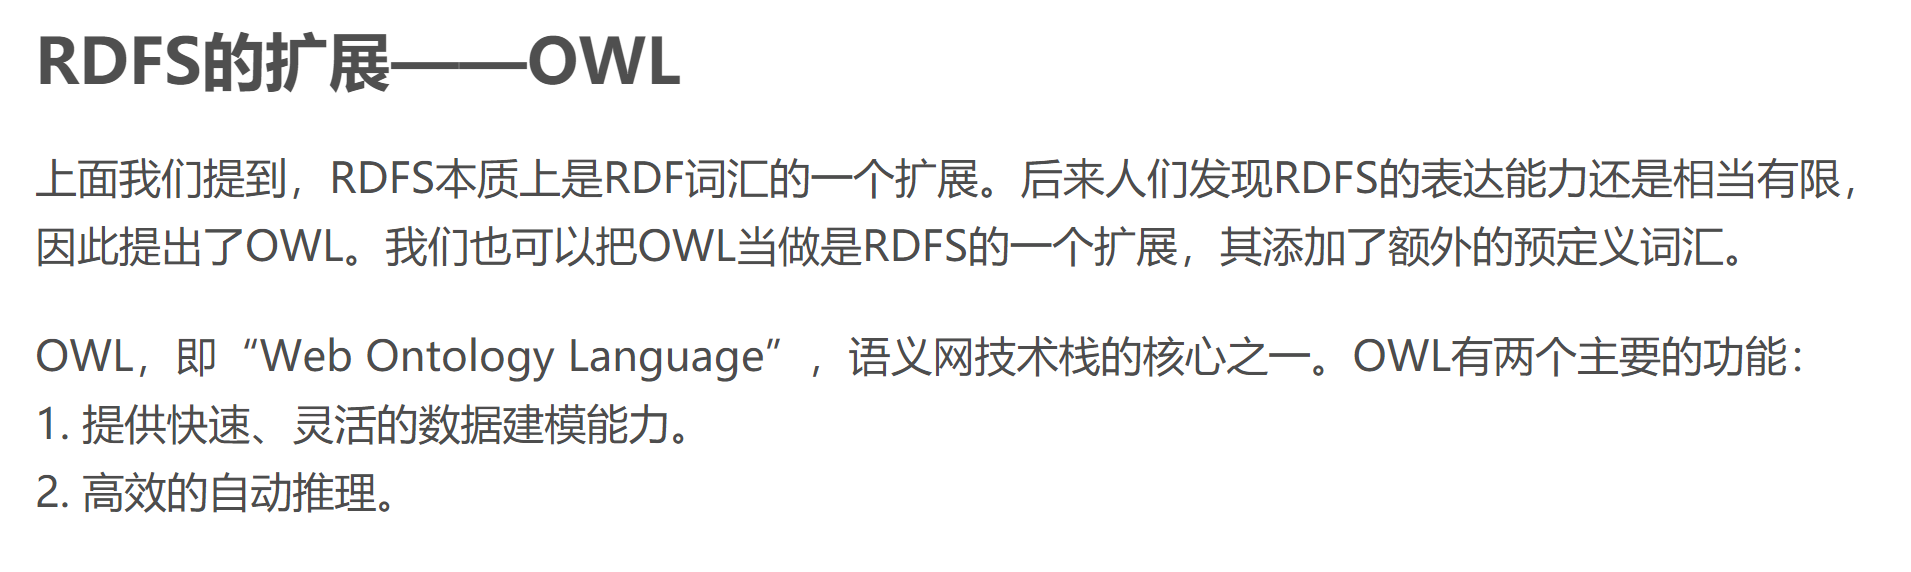 RDFS的扩展——OWL
上面我们提到，RDFS本质上是RDF词汇的一个扩展。后来人们发现RDFS的表达能力还是相当有限，
因此提出了OWL。我们也可以把OWL当做是RDFS的一个扩展，其添加了额外的预定义词汇。
OWL，即“Web Ontology Language”，语义网技术栈的核心之一。OWL有两个主要的功能：
1. 提供快速、灵活的数据建模能力。
2. 高效的自动推理。